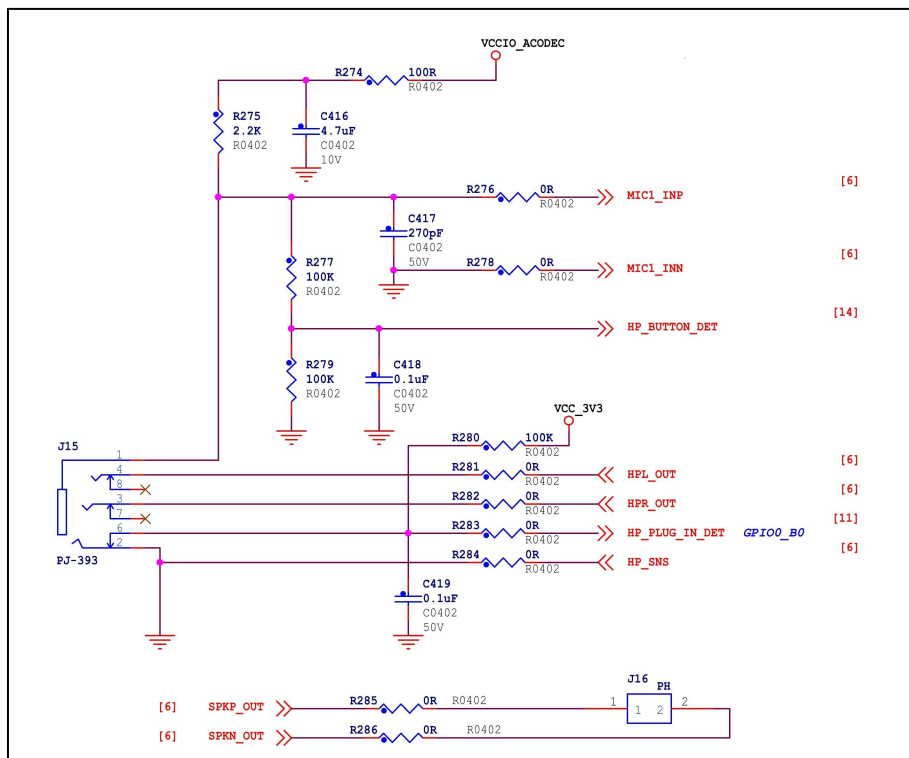 VCCIO_ACODEC
R274 100R
R0402
R275
2.2K
R0402
C416
4.7uF
C0402
10V
R276 0R
R0402
MIC1_INP
[6]
C417
270pF
C0402
50V
R278 0R
R0402
MIC1_INN
[6]
R277
100K
R0402
HP_BUTTON_DET
[14]
R279
100K
R0402
C418
0.1uF
C0402
50V
VCC_3V3
R280 100K
R0402
J15
1
4
8
3
7
6
2
PJ-393
R281 0R
R0402
HPL_OUT
[6]
R282 0R
R0402
HPR_OUT
[6]
R283 0R
R0402
HP_PLUG_IN_DET GPIO0_B0
[11]
R284 0R
R0402
HP_SNS
[6]
C419
0.1uF
C0402
50V
J16
PH
1 1 2 2
[6] SPKP_OUT R285 0R R0402
[6] SPKN_OUT R286 0R R0402